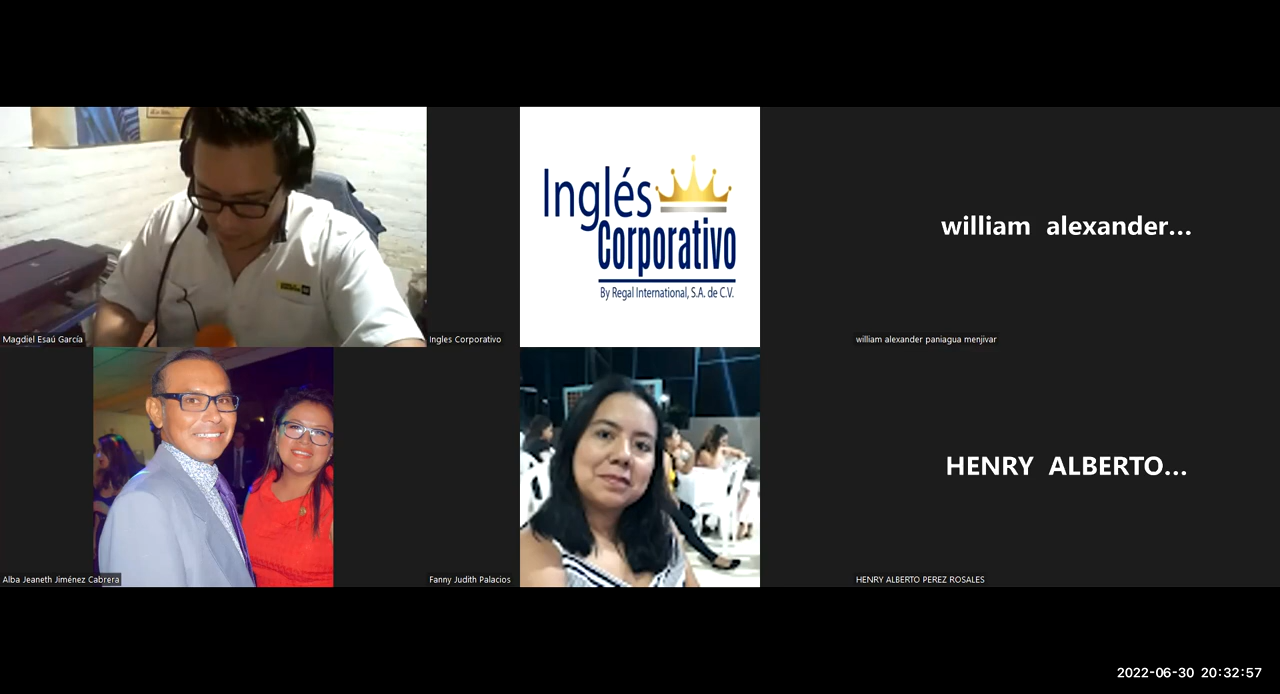 Inglés
Corporativo
By Regal International, S.A. de C.V.
william alexander...
Magdiel Esaú García
Ingles Corporativo
william alexander paniagua menjivar
HENRY ALBERTO...
Alba Jeaneth Jiménez Cabrera
Fanny Judith Palacios
HENRY ALBERTO PEREZ ROSALES
2022-06-30 20:32:57